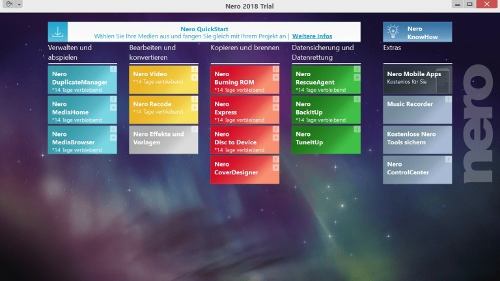 Nero 2018 Trial
Nero QuickStart
Wählen Sie Ihre Medien aus und fangen Sie gleich mit Ihrem Projekt an | Weitere Infos
Nero
KnowHow
Verwalten und
abspielen
Nero
DuplicateManager
*14 Tage verbleibend
Nero
MediaHome
*14 Tage verbleibend
Nero
MediaBrowser
*14 Tage verbleibend
Bearbeiten und
konvertieren
Nero Video
*14 Tage verbleibend
Nero Recode
*14 Tage verbleibend
Nero Effekte und
Vorlagen
Kopieren und brennen
Nero
Burning ROM
*14 Tage verbleibend
Nero
Express
*14 Tage verbleibend
Nero
Disc to Device
*14 Tage verbleibend
Nero
CoverDesigner
Datensicherung und
Datenrettung
Nero
RescueAgent
*14 Tage verbleibend
Nero
BackItUp
*14 Tage verbleibend
Nero
TuneItUp
Extras
Nero Mobile Apps
Kostenlos für Sie
Music Recorder
Kostenlose Nero
Tools sichern
Nero
ControlCenter
nero